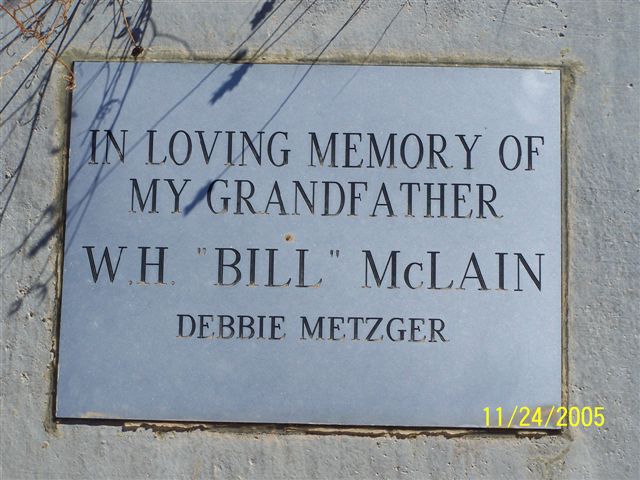 IN LOVING MEMORY OF
MY GRANDFATHER
W.H. "BILL" McLAIN
DEBBIE METZGER
11/24/2005